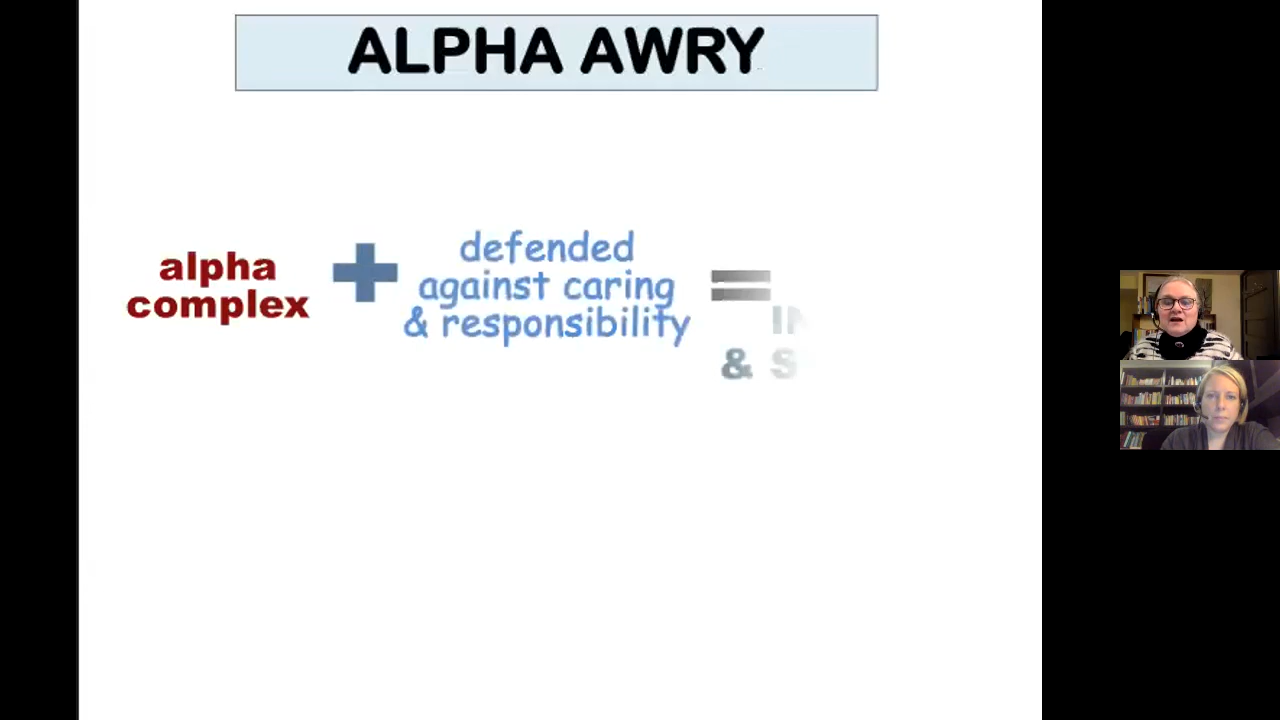 ALPHA AWRY
alpha
complex
defended
against caring
& responsibility
=
&